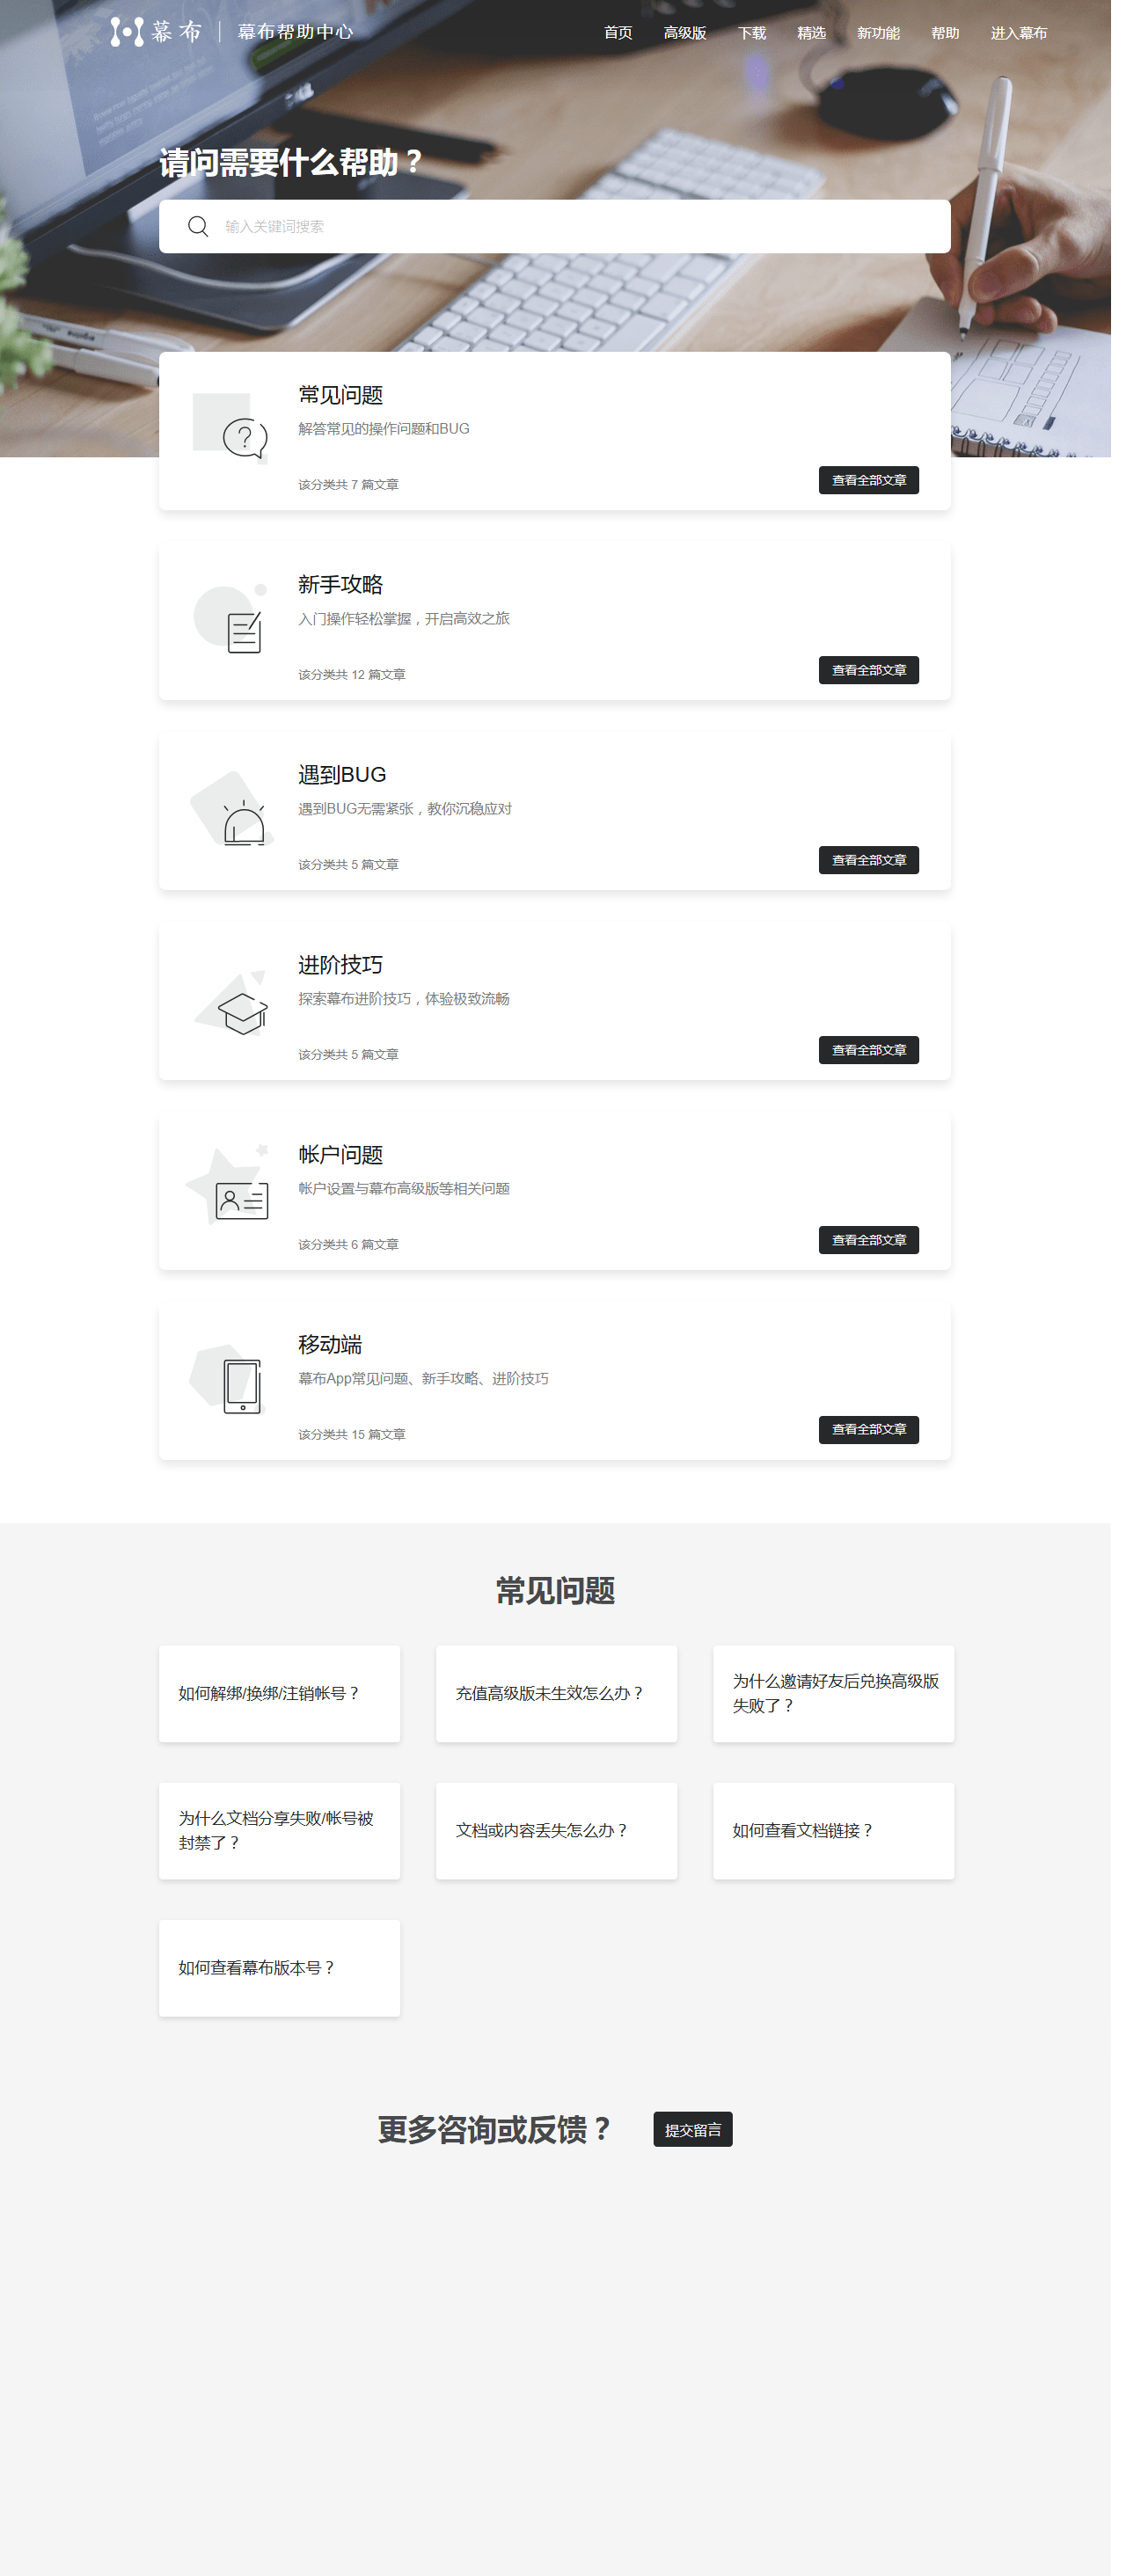 幕布 幕布帮助中心 首页 高级版 下载 精选 新功能 帮助 进入幕布
请问需要什么帮助？
输入关键词搜索
常见问题
解答常见的操作问题和BUG
该分类共 7 篇文章
查看全部文章
新手攻略
入门操作轻松掌握，开启高效之旅
该分类共 12 篇文章
查看全部文章
遇到BUG
遇到BUG无需紧张，教你沉稳应对
该分类共 5 篇文章
查看全部文章
进阶技巧
探索幕布进阶技巧，体验极致流畅
该分类共 5 篇文章
查看全部文章
帐户问题
帐户设置与幕布高级版等相关问题
该分类共 6 篇文章
查看全部文章
移动端
幕布App常见问题、新手攻略、进阶技巧
该分类共 15 篇文章
查看全部文章
常见问题
如何解绑/换绑/注销帐号？
充值高级版未生效怎么办？
为什么邀请好友后兑换高级版
失败了？
为什么文档分享失败/帐号被
封禁了？
文档或内容丢失怎么办？
如何查看文档链接？
如何查看幕布版本号？
更多咨询或反馈？ 提交留言